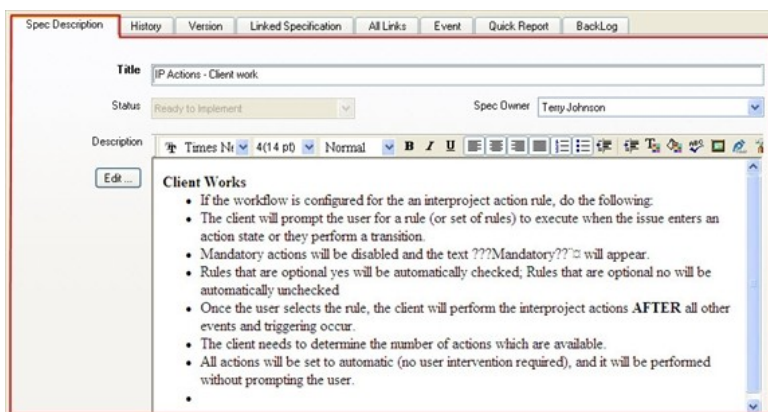 Spec Description History Version Linked Specification All Links Event Quick Report BackLog
Title IP Actions - Client work
Status Ready to Implement Spec Owner Terry Johnson
Description Times Ne 4(14 pt) Normal B I U
Edit ...
Client Works
• If the workflow is configured for the an interproject action rule, do the following:
• The client will prompt the user for a rule (or set of rules) to execute when the issue enters an
action state or they perform a transition.
• Mandatory actions will be disabled and the text ???Mandatory??¨¤ will appear.
• Rules that are optional yes will be automatically checked; Rules that are optional no will be
automatically unchecked
• Once the user selects the rule, the client will perform the interproject actions AFTER all other
events and triggering occur.
• The client needs to determine the number of actions which are available.
• All actions will be set to automatic (no user intervention required), and it will be performed
without prompting the user.
•